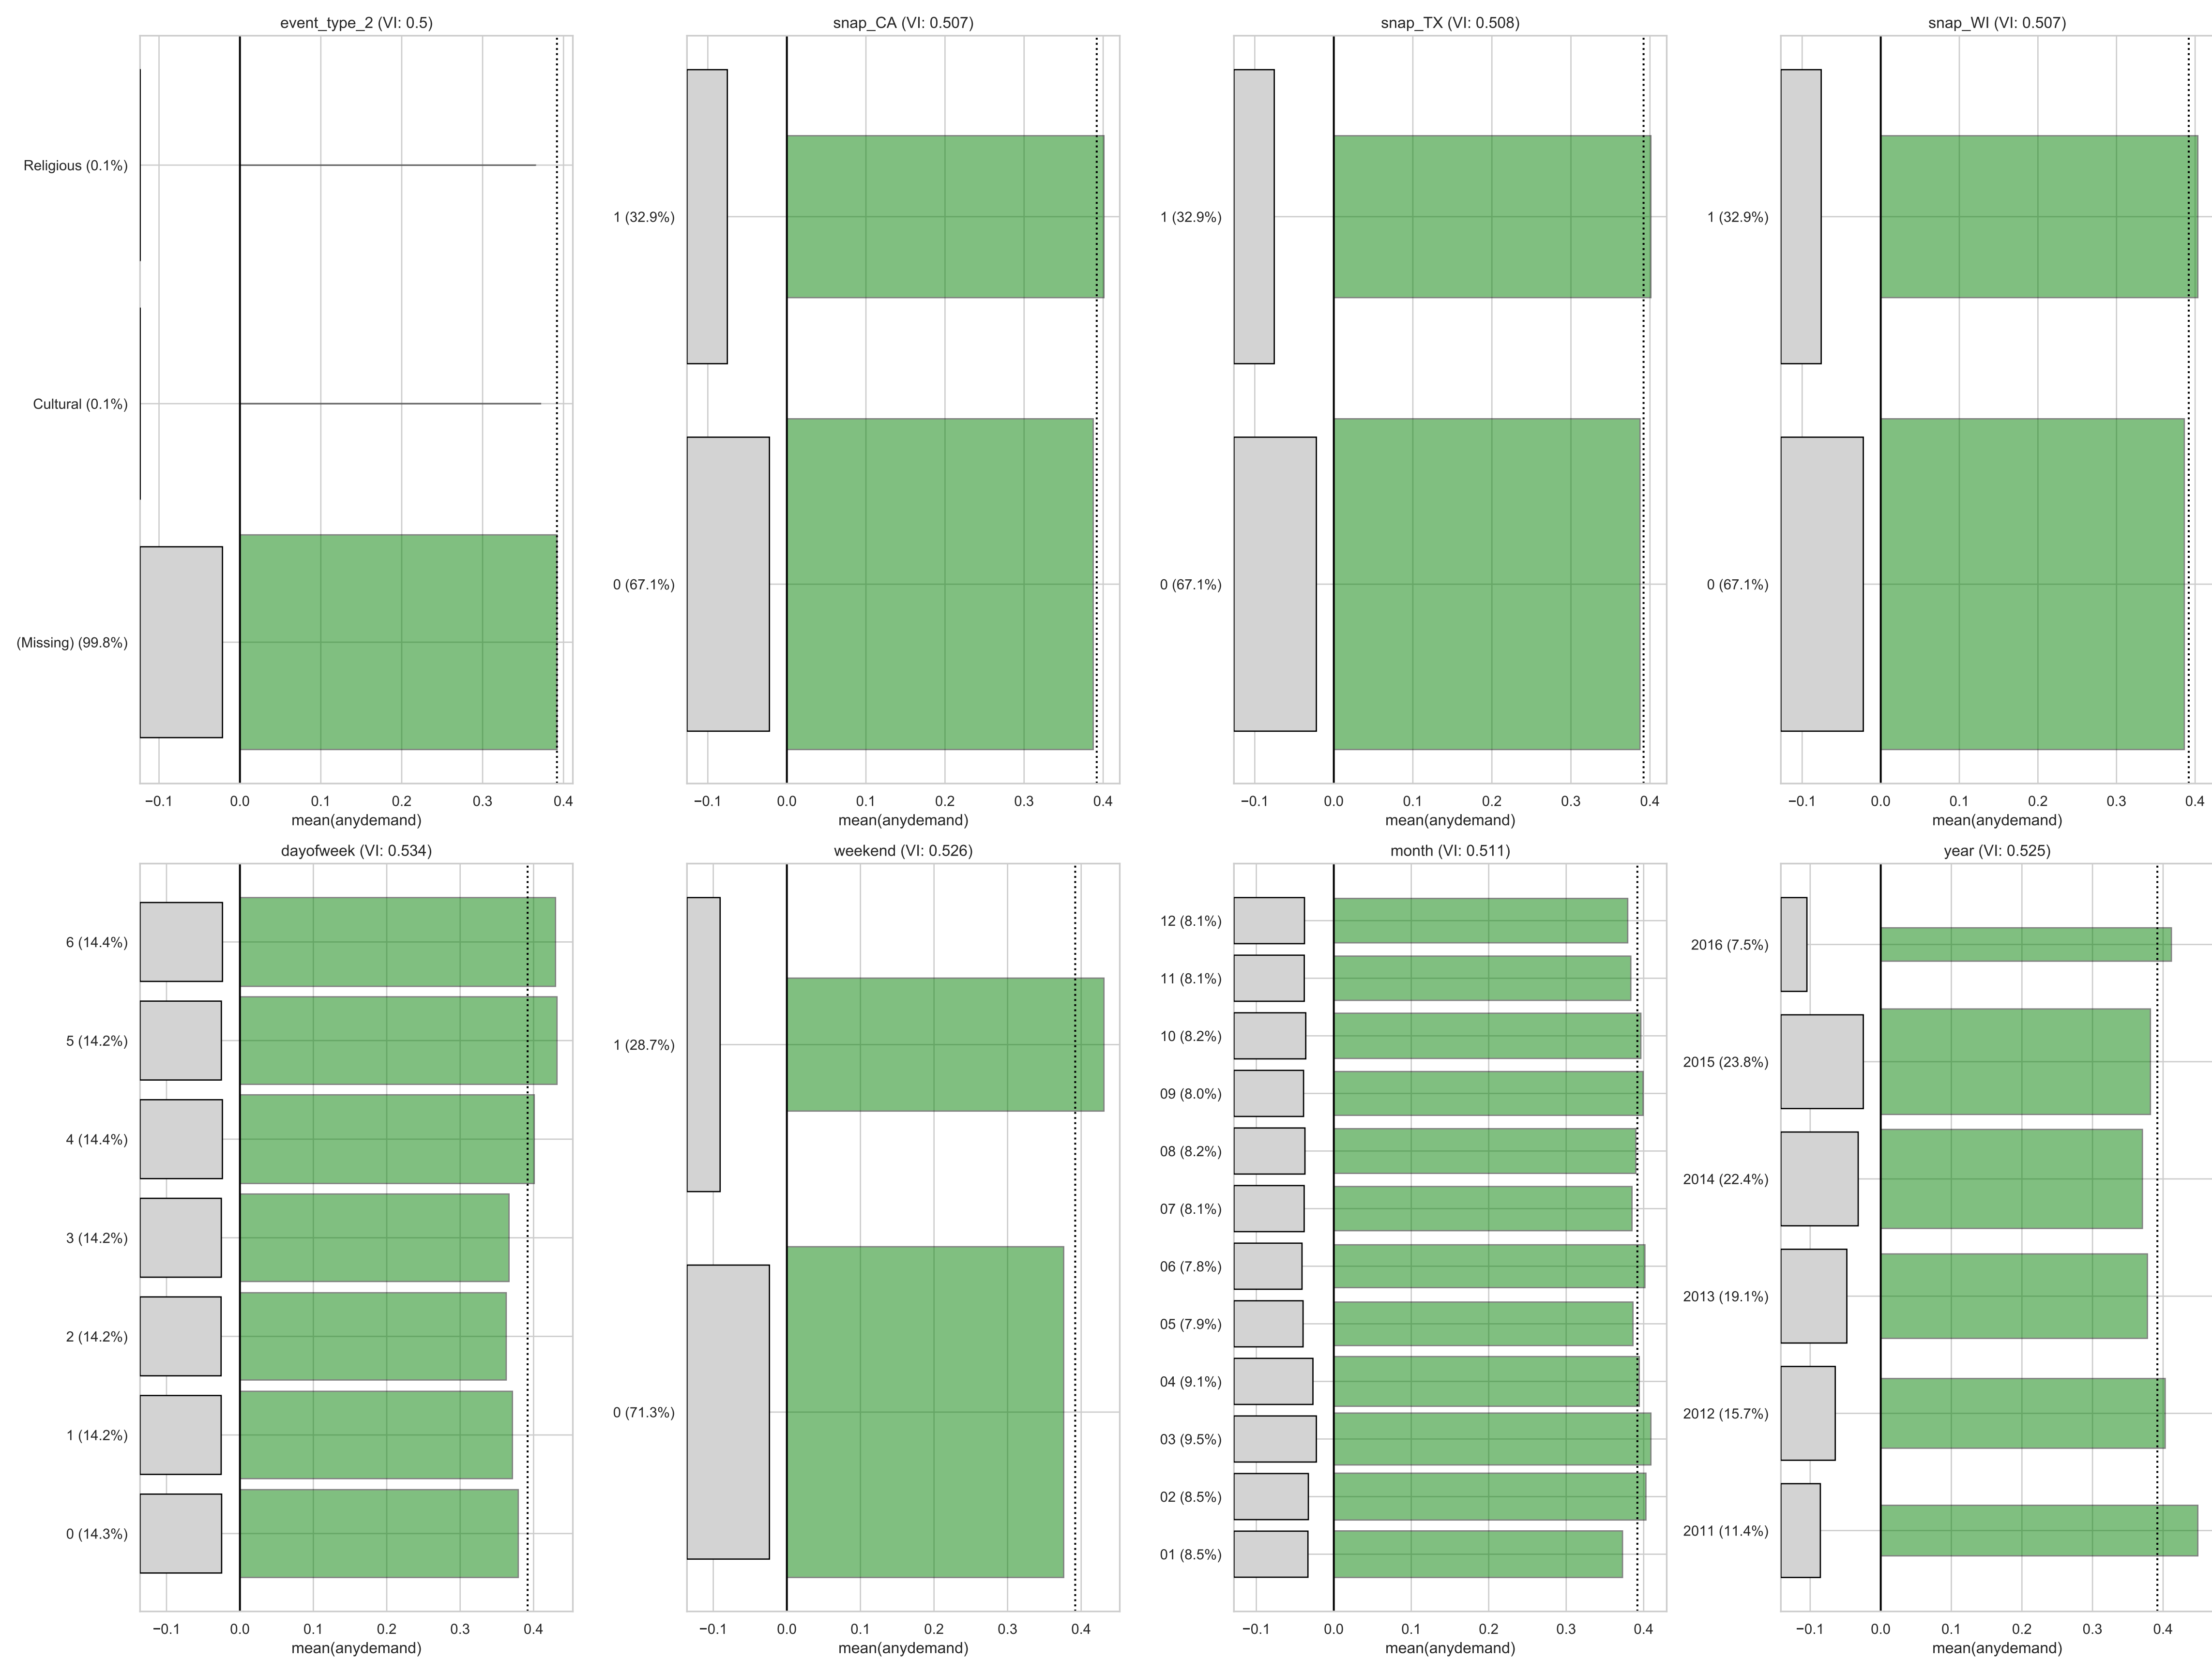 event_type_2 (VI: 0.5)
Religious (0.1%)
Cultural (0.1%)
(Missing) (99.8%)
−0.1 0.0 0.1 0.2 0.3 0.4
mean(anydemand)
snap_CA (VI: 0.507)
1 (32.9%)
0 (67.1%)
−0.1 0.0 0.1 0.2 0.3 0.4
mean(anydemand)
snap_TX (VI: 0.508)
1 (32.9%)
0 (67.1%)
−0.1 0.0 0.1 0.2 0.3 0.4
mean(anydemand)
snap_WI (VI: 0.507)
1 (32.9%)
0 (67.1%)
−0.1 0.0 0.1 0.2 0.3 0.4
mean(anydemand)
dayofweek (VI: 0.534)
6 (14.4%)
5 (14.2%)
4 (14.4%)
3 (14.2%)
2 (14.2%)
1 (14.2%)
0 (14.3%)
−0.1 0.0 0.1 0.2 0.3 0.4
mean(anydemand)
weekend (VI: 0.526)
1 (28.7%)
0 (71.3%)
−0.1 0.0 0.1 0.2 0.3 0.4
mean(anydemand)
month (VI: 0.511)
12 (8.1%)
11 (8.1%)
10 (8.2%)
09 (8.0%)
08 (8.2%)
07 (8.1%)
06 (7.8%)
05 (7.9%)
04 (9.1%)
03 (9.5%)
02 (8.5%)
01 (8.5%)
−0.1 0.0 0.1 0.2 0.3 0.4
mean(anydemand)
year (VI: 0.525)
2016 (7.5%)
2015 (23.8%)
2014 (22.4%)
2013 (19.1%)
2012 (15.7%)
2011 (11.4%)
−0.1 0.0 0.1 0.2 0.3 0.4
mean(anydemand)